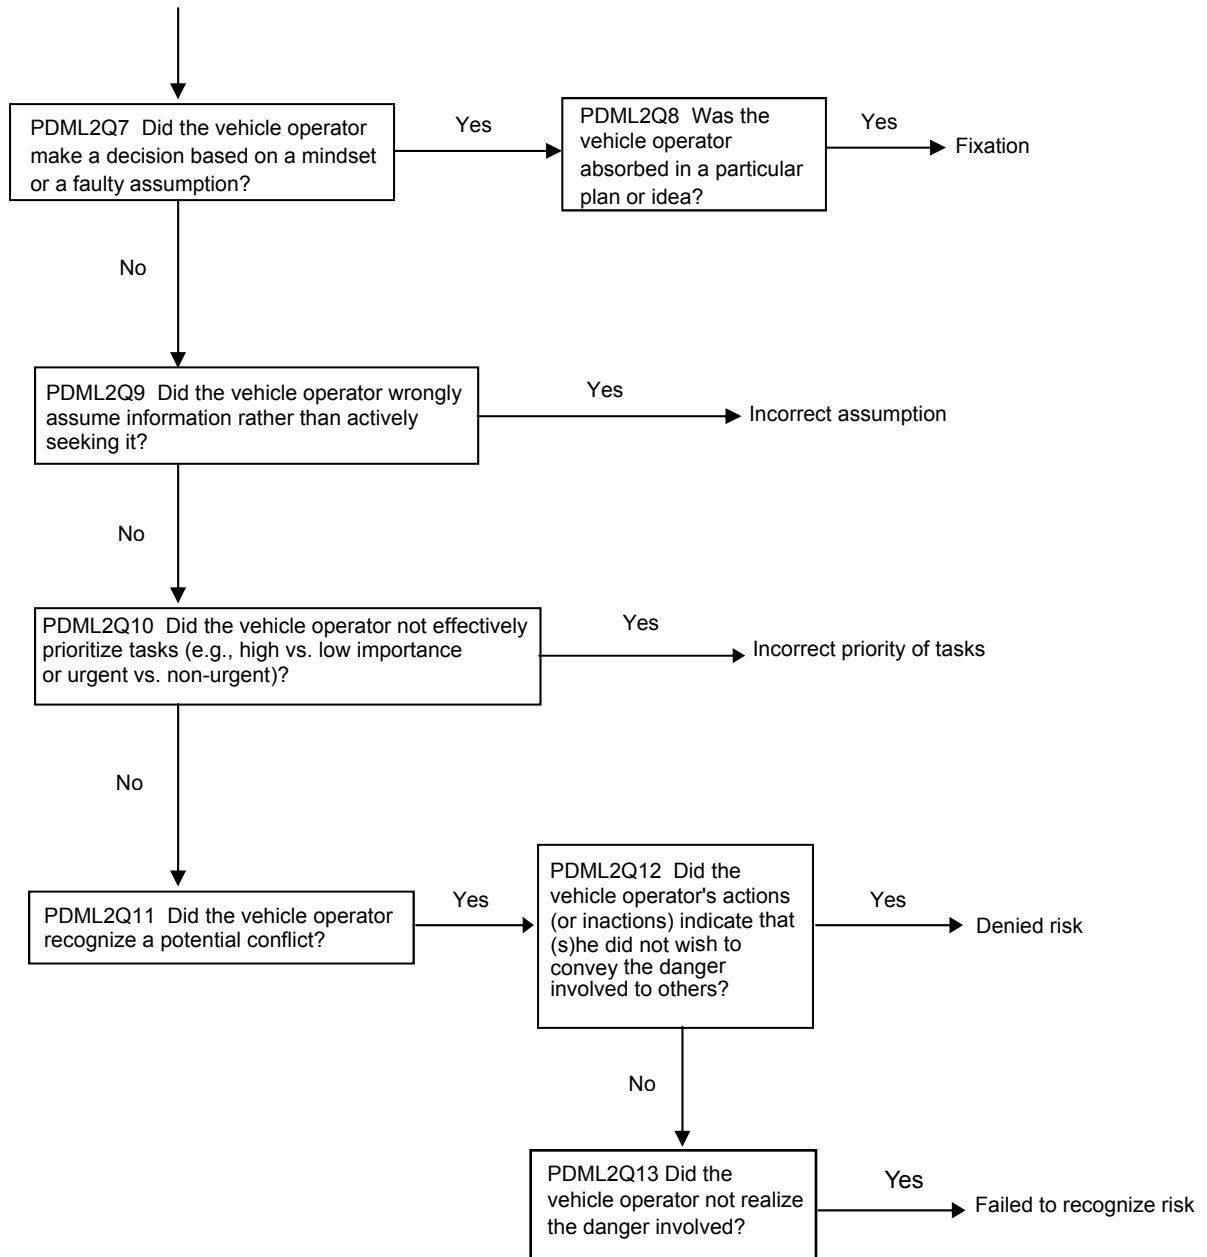 PDML2Q7 Did the vehicle operator
make a decision based on a mindset
or a faulty assumption?
Yes
PDML2Q8 Was the
vehicle operator
absorbed in a particular
plan or idea?
Yes
Fixation
No
PDML2Q9 Did the vehicle operator wrongly
assume information rather than actively
seeking it?
Yes
Incorrect assumption
No
PDML2Q10 Did the vehicle operator not effectively
prioritize tasks (e.g., high vs. low importance
or urgent vs. non-urgent)?
Yes
Incorrect priority of tasks
No
PDML2Q11 Did the vehicle operator
recognize a potential conflict?
Yes
PDML2Q12 Did the
vehicle operator's actions
(or inactions) indicate that
(s)he did not wish to
convey the danger
involved to others?
Yes
Denied risk
No
PDML2Q13 Did the
vehicle operator not realize
the danger involved?
Yes
Failed to recognize risk